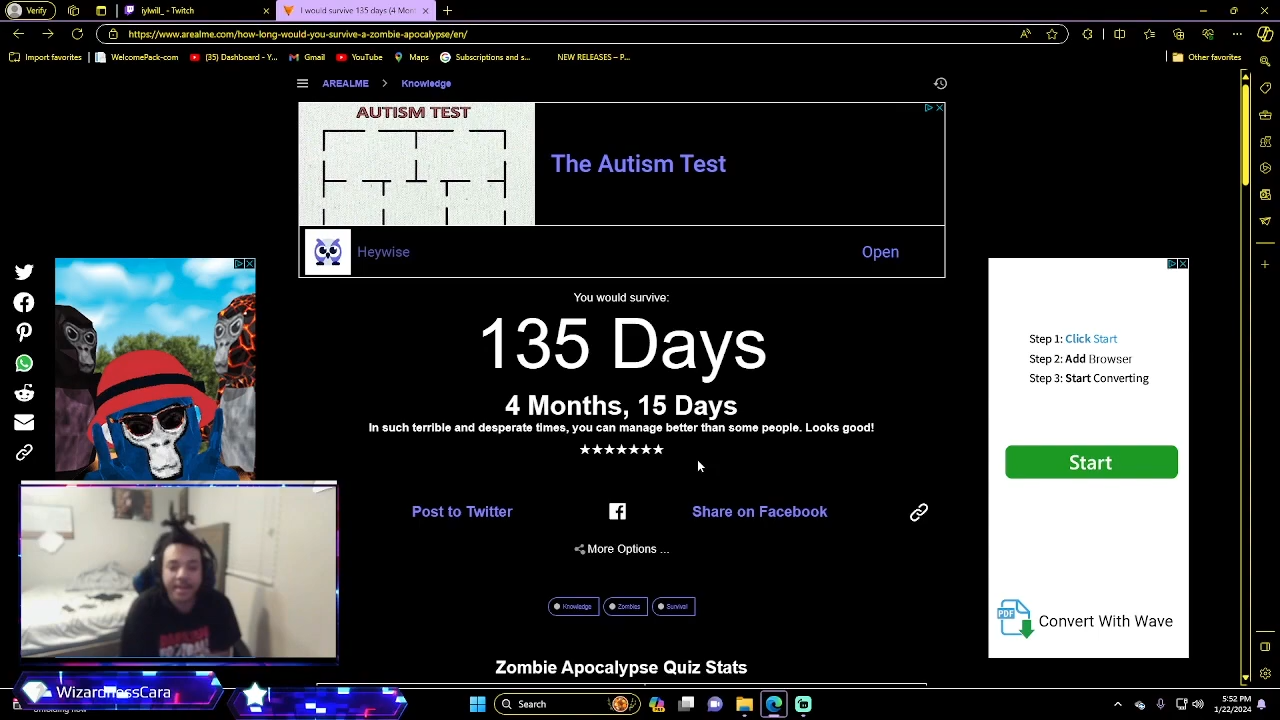 Verify
iylwill_ - Twitch
I would survive 135 days (4 Mon
https://www.arealme.com/how-long-would-you-survive-a-zombie-apocalypse/en/
Import favorites
WelcomePack-com
(35) Dashboard - Y...
Gmail
YouTube
Maps
Subscriptions and s...
NEW RELEASES – P...
Other favorites
AREALME
Knowledge
AUTISM TEST
The Autism Test
Heywise
Open
You would survive:
135 Days
4 Months, 15 Days
In such terrible and desperate times, you can manage better than some people. Looks good!
★★★★★★★
Step 1: Click Start
Step 2: Add Browser
Step 3: Start Converting
Start
Post to Twitter
Share on Facebook
More Options ...
Knowledge
Zombies
Survival
PDF
Convert With Wave
Zombie Apocalypse Quiz Stats
WizardnessCara
Search
5:52 PM
1/22/2024